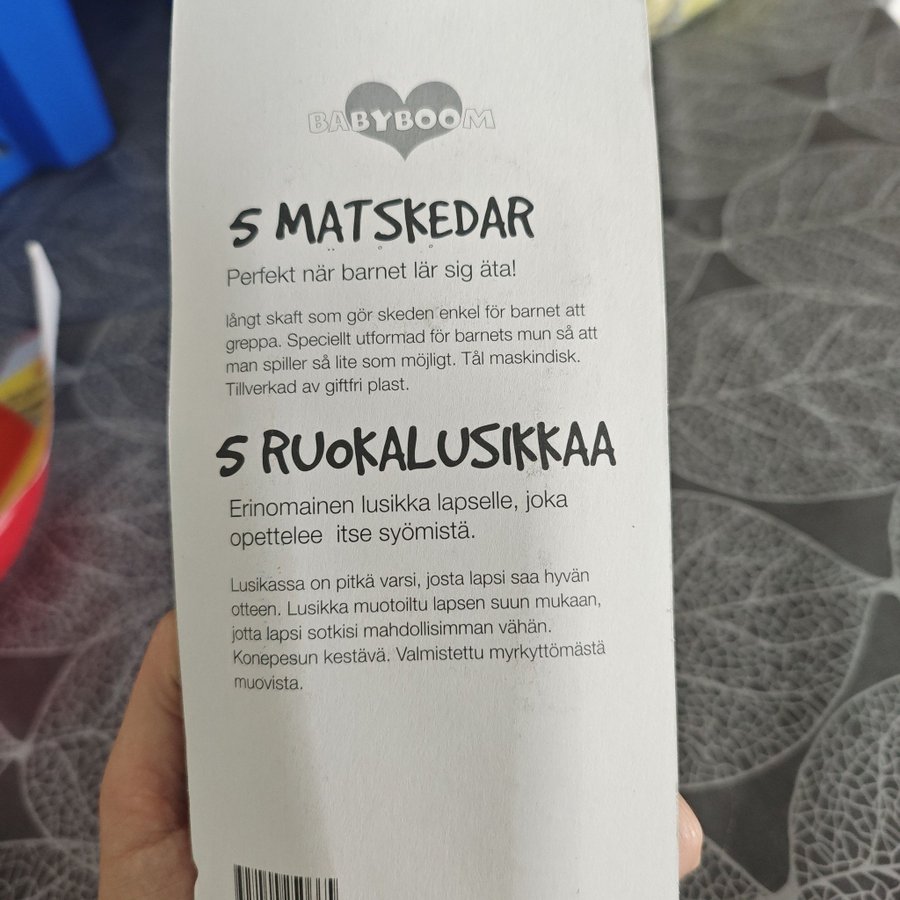 BABYBOOM
5 MATSKEDAR
Perfekt när barnet lär sig äta!
långt skaft som gör skeden enkel för barnet att
greppa. Speciellt utformad för barnets mun så att
man spiller så lite som möjligt. Tål maskindisk.
Tillverkad av giftfri plast.
5 RUOKALUSIKKAA
Erinomainen lusikka lapselle, joka
opettelee itse syömistä.
Lusikassa on pitkä varsi, josta lapsi saa hyvän
otteen. Lusikka muotoiltu lapsen suun mukaan,
jotta lapsi sotkisi mahdollisimman vähän.
Konepesun kestävä. Valmistettu myrkyttömästä
muovista.